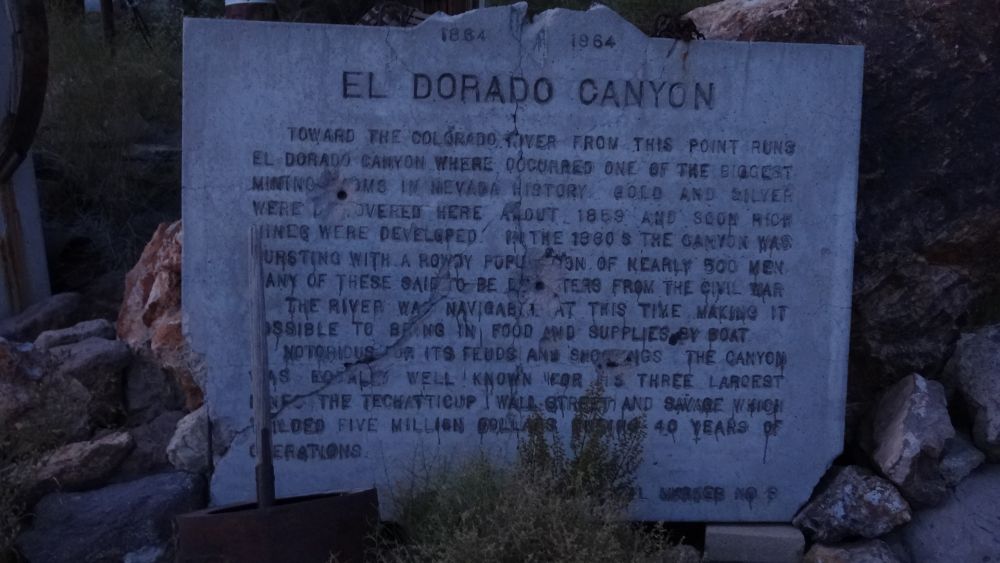 1864 1964
EL DORADO CANYON
TOWARD THE COLORADO RIVER FROM THIS POINT RUNS
EL DORADO CANYON WHERE OCCURRED ONE OF THE BIGGEST
MINING BOOMS IN NEVADA HISTORY. GOLD AND SILVER
WERE DISCOVERED HERE ABOUT 1859 AND SOON RICH
MINES WERE DEVELOPED. IN THE 1860'S THE CANYON WAS
BURSTING WITH A ROWDY POPULATION OF NEARLY 500 MEN
MANY OF THESE SAID TO BE DESERTERS FROM THE CIVIL WAR
THE RIVER WAS NAVIGABLE AT THIS TIME MAKING IT
POSSIBLE TO BRING IN FOOD AND SUPPLIES BY BOAT
NOTORIOUS FOR ITS FEUDS AND SHOOTINGS THE CANYON
WAS EQUALLY WELL KNOWN FOR ITS THREE LARGEST
MINES THE TECHATTICUP WALL STREET AND SAVAGE WHICH
YIELDED FIVE MILLION DOLLARS DURING 40 YEARS OF
OPERATIONS.
MARKER NO